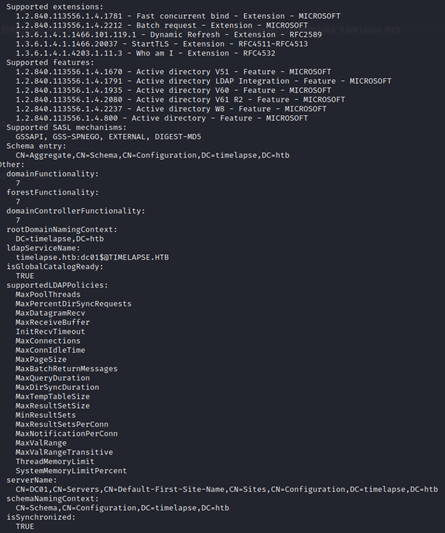 Supported extensions:
1.2.840.113556.1.4.1781 - Fast concurrent bind - Extension - MICROSOFT
1.2.840.113556.1.4.2212 - Batch request - Extension - MICROSOFT
1.3.6.1.4.1.1466.101.119.1 - Dynamic Refresh - Extension - RFC2589
1.3.6.1.4.1.1466.20037 - StartTLS - Extension - RFC4511-RFC4513
1.3.6.1.4.1.4203.1.11.3 - Who am I - Extension - RFC4532
Supported features:
1.2.840.113556.1.4.1670 - Active directory V51 - Feature - MICROSOFT
1.2.840.113556.1.4.1791 - Active directory LDAP Integration - Feature - MICROSOFT
1.2.840.113556.1.4.1935 - Active directory V60 - Feature - MICROSOFT
1.2.840.113556.1.4.2080 - Active directory V61 R2 - Feature - MICROSOFT
1.2.840.113556.1.4.2237 - Active directory W8 - Feature - MICROSOFT
1.2.840.113556.1.4.800 - Active directory - Feature - MICROSOFT
Supported SASL mechanisms:
GSSAPI, GSS-SPNEGO, EXTERNAL, DIGEST-MD5
Schema entry:
CN=Aggregate,CN=Schema,CN=Configuration,DC=timelapse,DC=htb
Other:
domainFunctionality:
7
forestFunctionality:
7
domainControllerFunctionality:
7
rootDomainNamingContext:
DC=timelapse,DC=htb
ldapServiceName:
timelapse.htb:dc01$@TIMELAPSE.HTB
isGlobalCatalogReady:
TRUE
supportedLDAPPolicies:
MaxPoolThreads
MaxPercentDirSyncRequests
MaxDatagramRecv
MaxReceiveBuffer
InitRecvTimeout
MaxConnections
MaxConnIdleTime
MaxPageSize
MaxBatchReturnMessages
MaxQueryDuration
MaxDirSyncDuration
MaxTempTableSize
MaxResultSetSize
MinResultSets
MaxResultSetsPerConn
MaxNotificationPerConn
MaxValRange
MaxValRangeTransitive
ThreadMemoryLimit
SystemMemoryLimitPercent
serverName:
CN=DC01,CN=Servers,CN=Default-First-Site-Name,CN=Sites,CN=Configuration,DC=timelapse,DC=htb
schemaNamingContext:
CN=Schema,CN=Configuration,DC=timelapse,DC=htb
isSynchronized:
TRUE